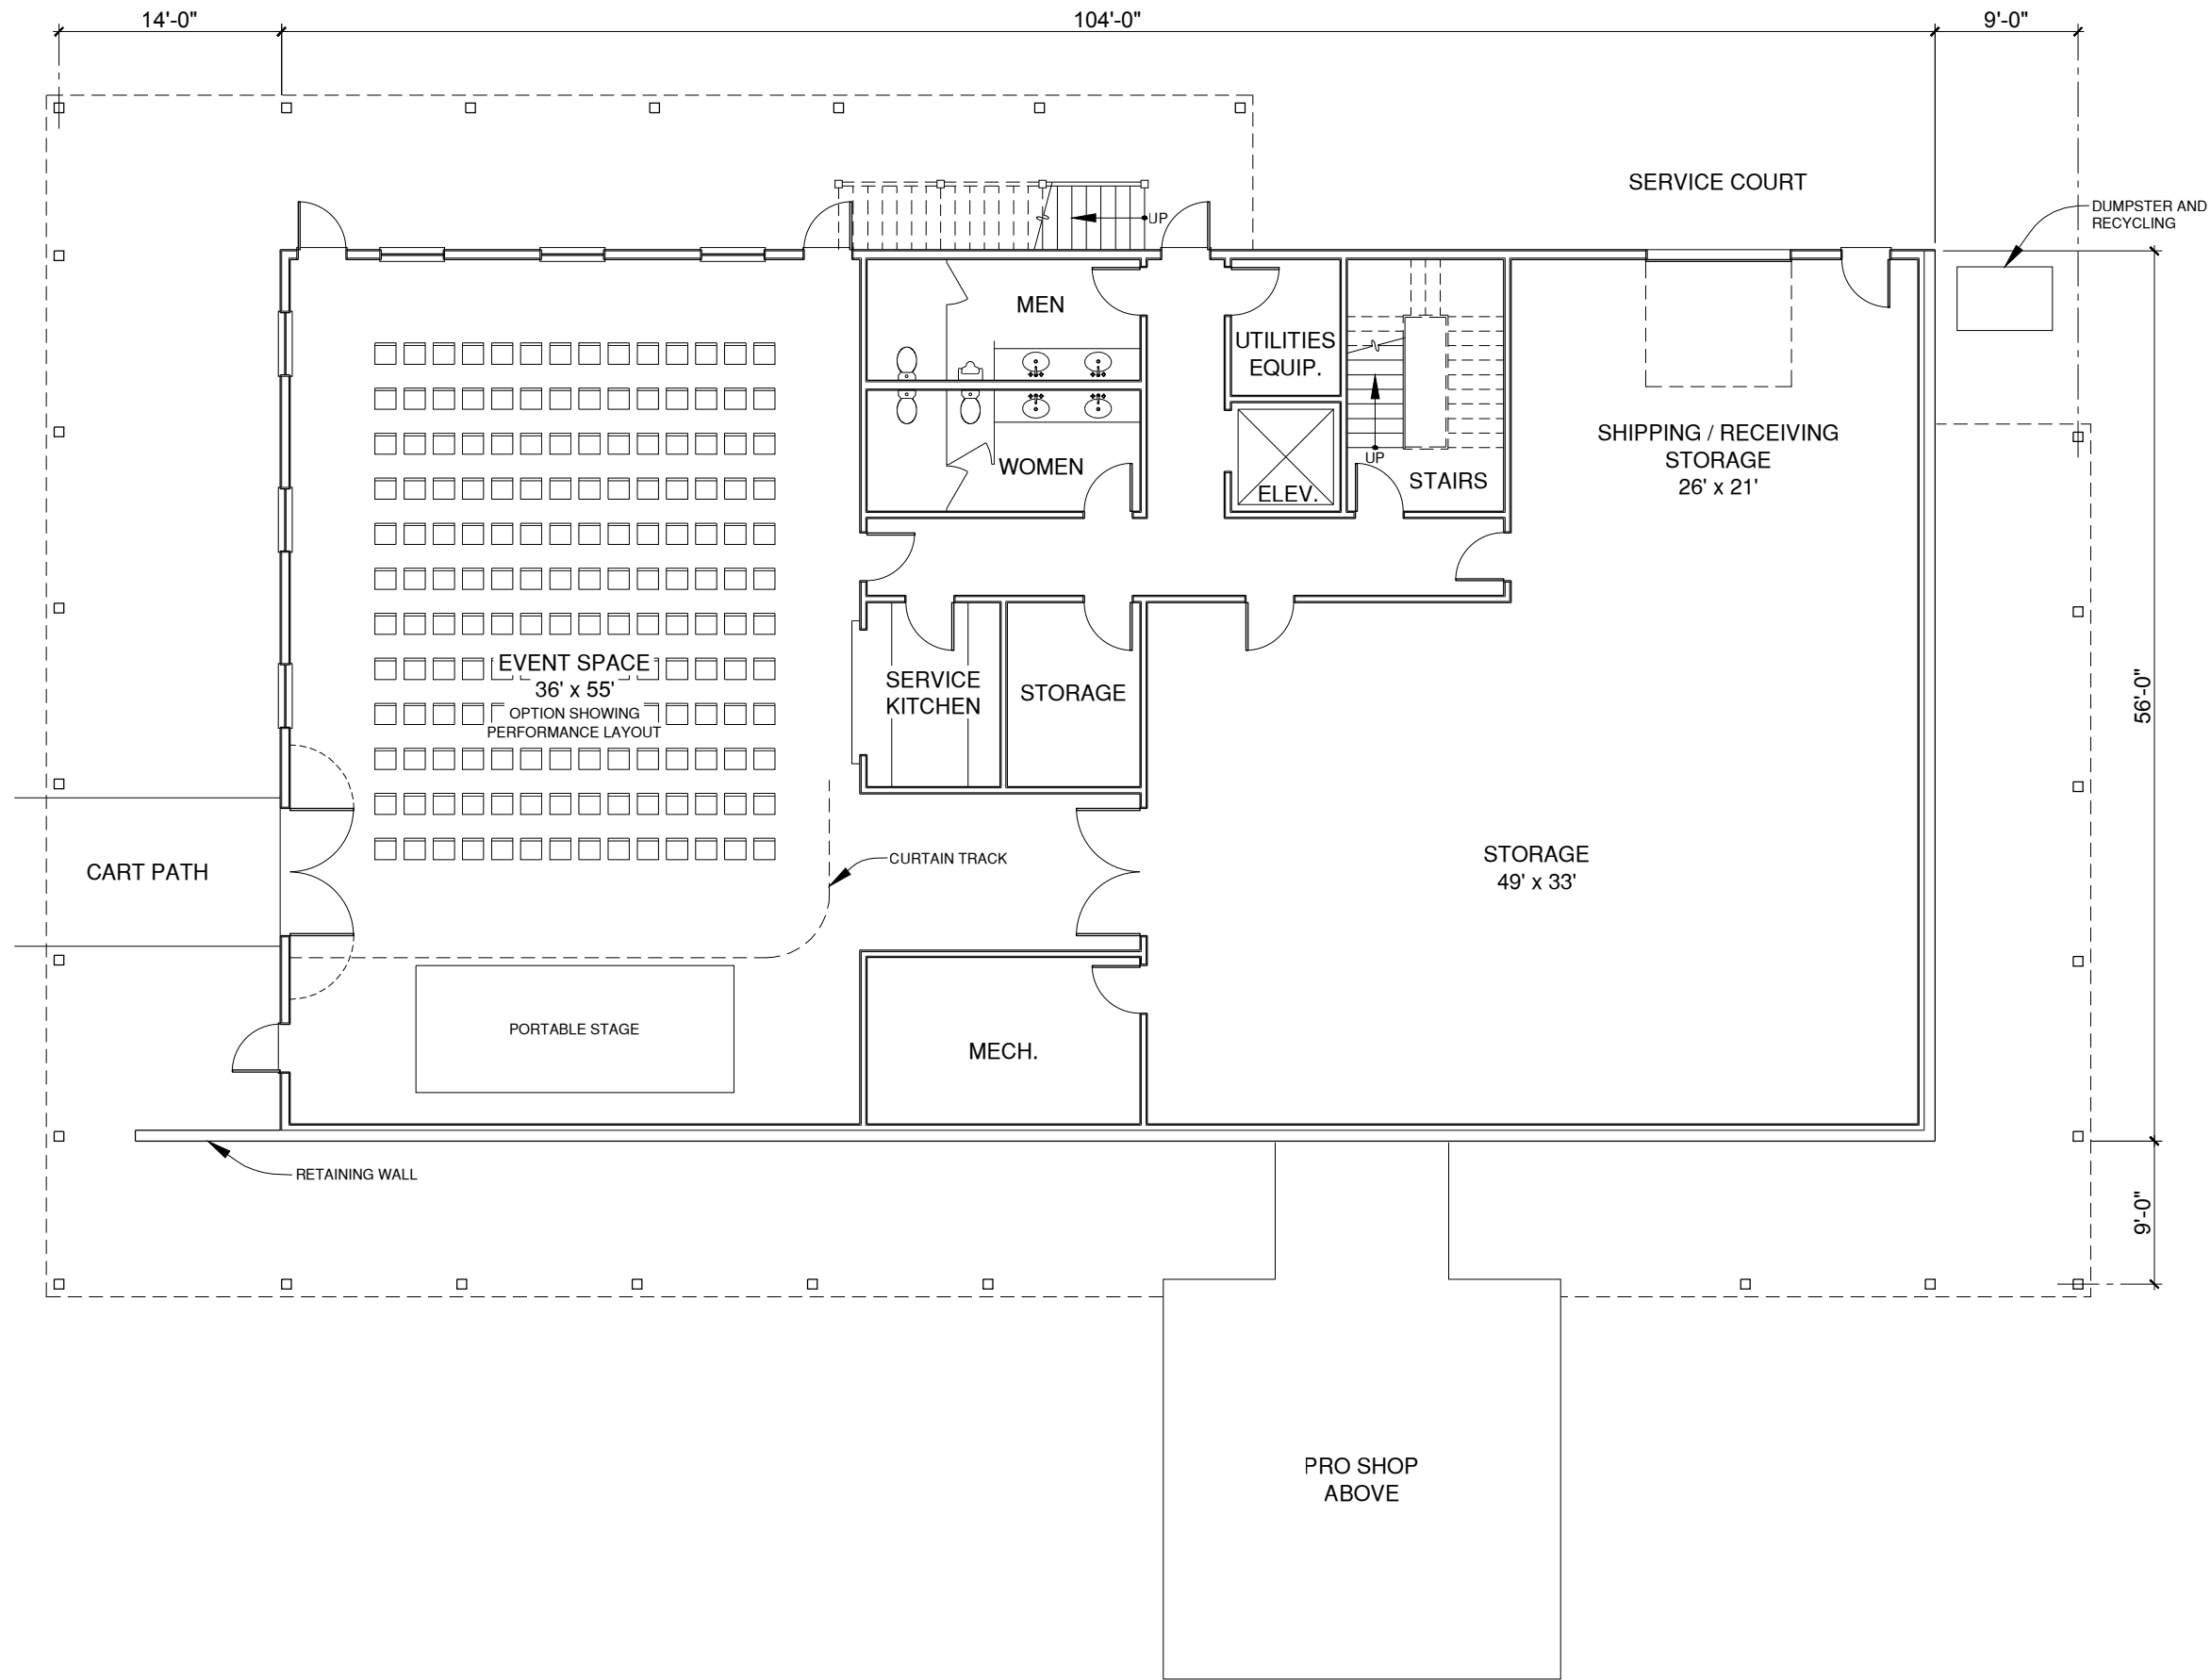 14'-0"
104'-0"
9'-0"
SERVICE COURT
DUMPSTER AND
RECYCLING
UP
MEN
UTILITIES
EQUIP.
SHIPPING / RECEIVING
STORAGE
26' x 21'
UP
WOMEN
STAIRS
ELEV.
EVENT SPACE
36' x 55'
OPTION SHOWING
PERFORMANCE LAYOUT
SERVICE
KITCHEN
STORAGE
56'-0"
CURTAIN TRACK
CART PATH
STORAGE
49' x 33'
PORTABLE STAGE
MECH.
RETAINING WALL
9'-0"
PRO SHOP
ABOVE